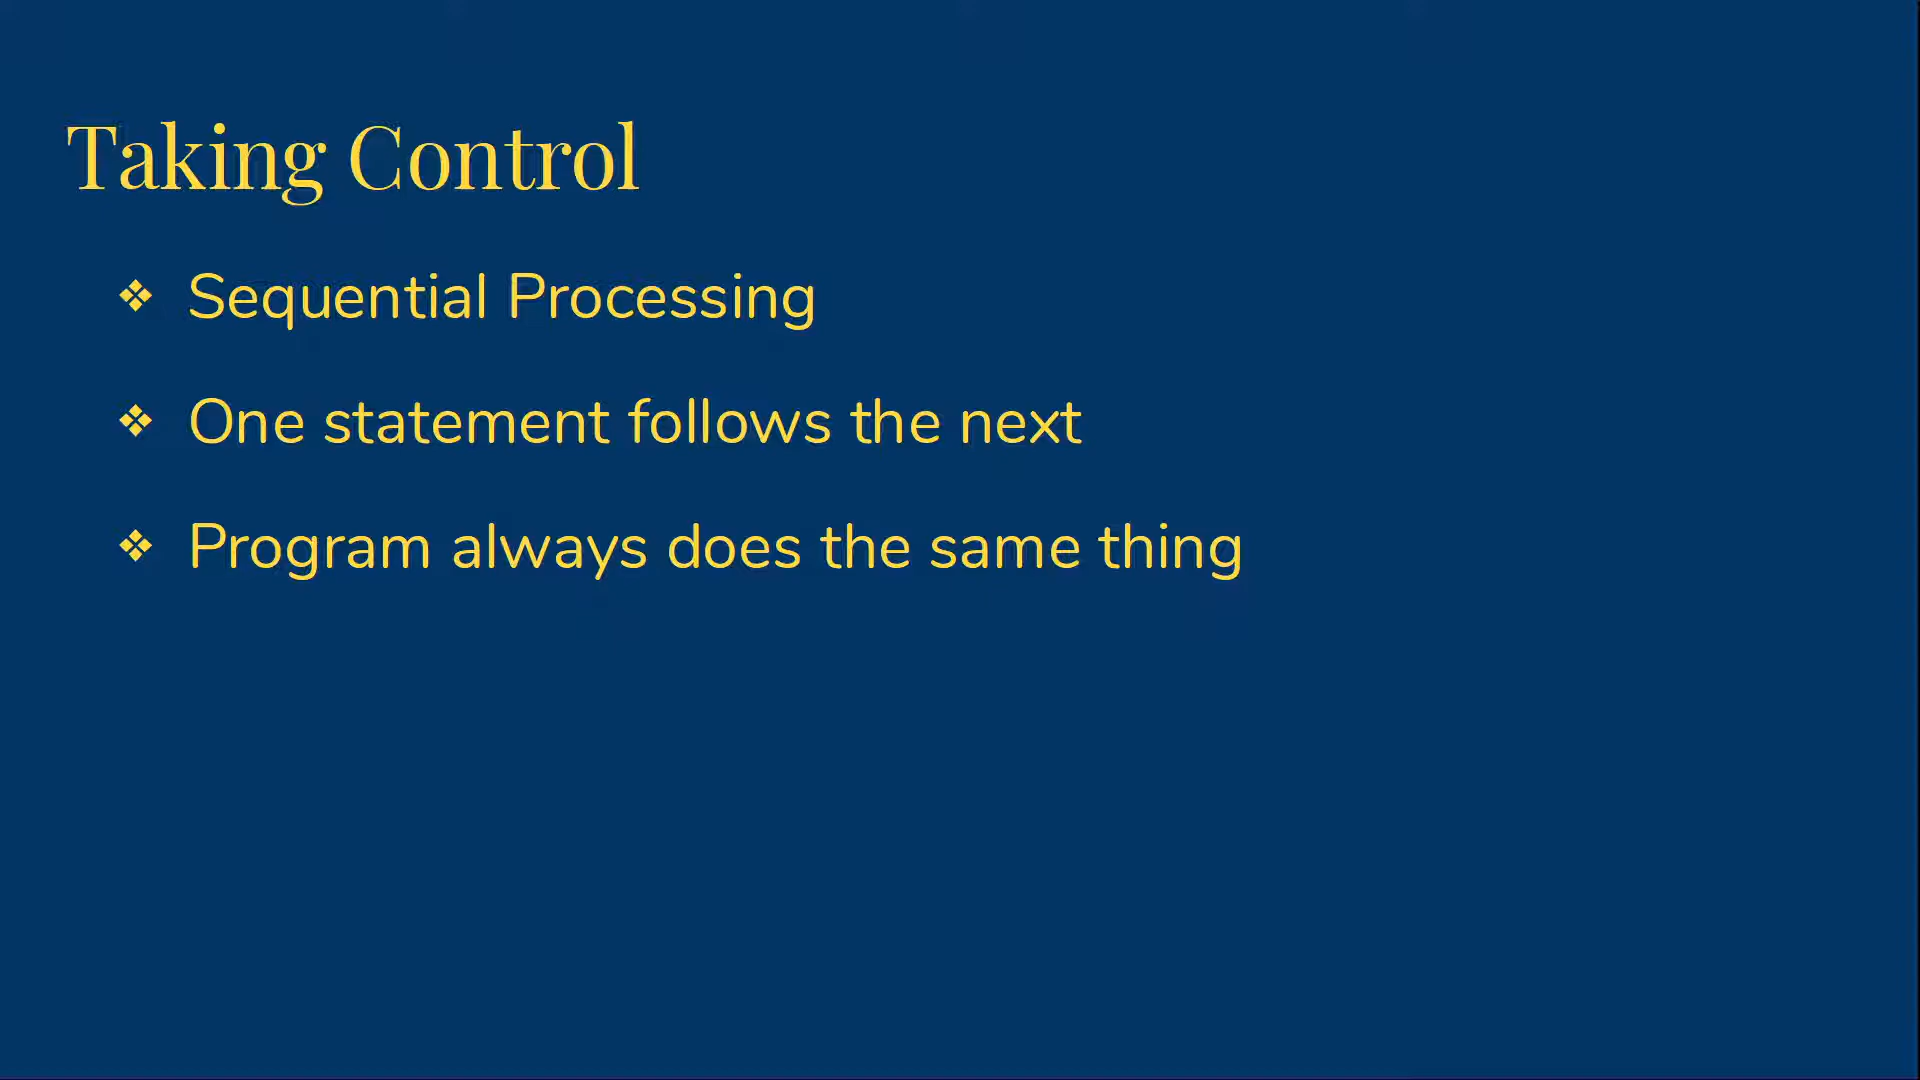 Taking Control
❖ Sequential Processing
❖ One statement follows the next
❖ Program always does the same thing